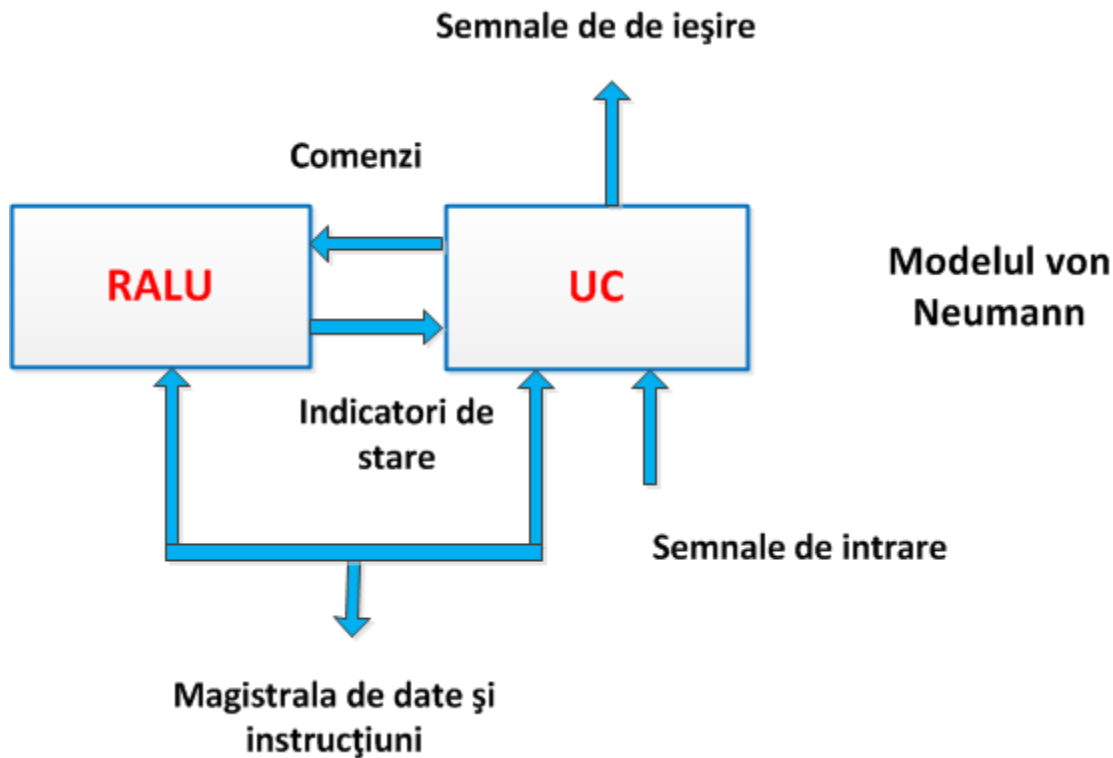 Semnale de de ieşire
Comenzi
RALU
UC
Modelul von
Neumann
Indicatori de
stare
Semnale de intrare
Magistrala de date şi
instrucţiuni